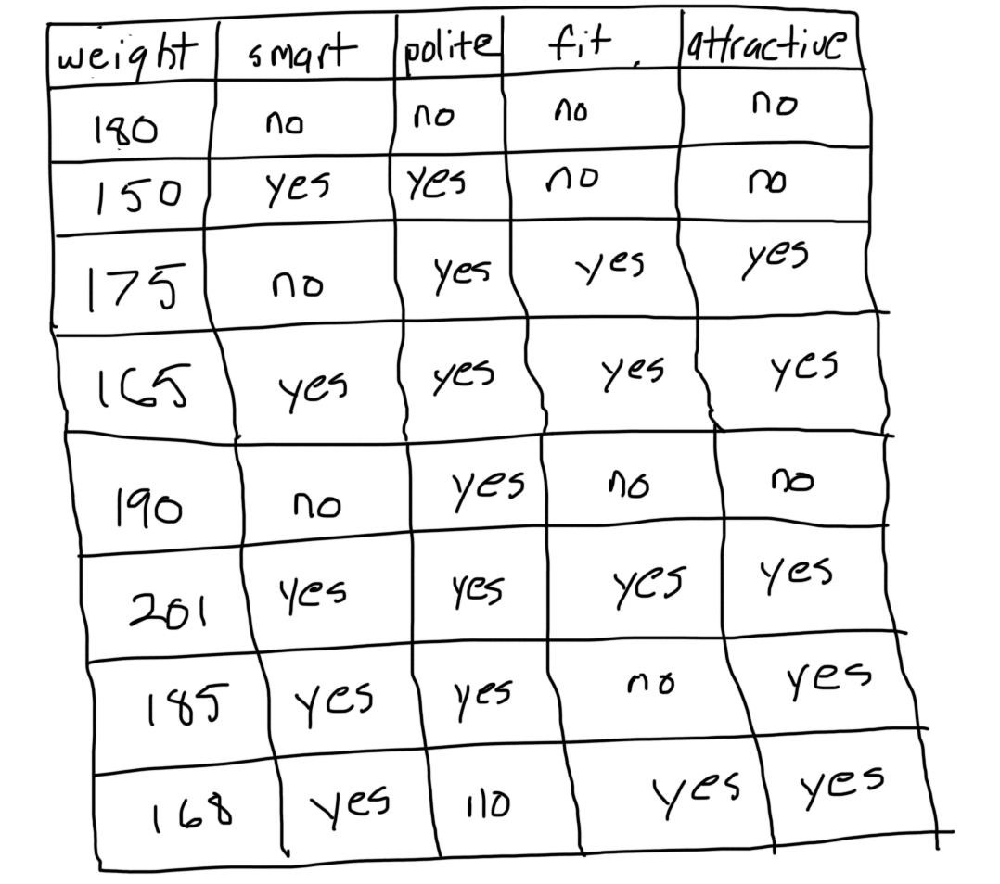 weight smart polite fit attractive
180 no no no no
150 yes yes no no
175 no yes yes yes
165 yes yes yes yes
190 no yes no no
201 yes yes yes yes
185 yes yes no yes
168 yes no yes yes